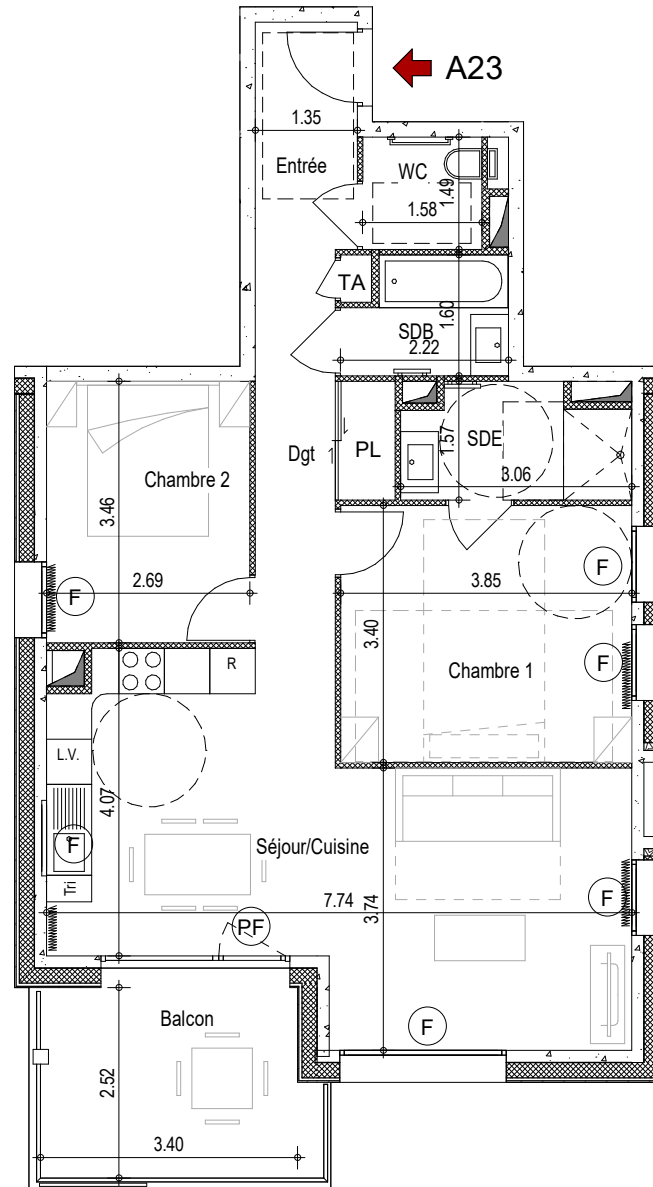 A23
1.35
Entrée
WC
1.49
1.58
TA
SDB
1.60
2.22
Dgt
PL
1.57
SDE
3.06
Chambre 2
3.46
2.69
F
3.85
F
3.40
F
Chambre 1
R
L.V.
4.07
F
Tri
Séjour/Cuisine
7.74
3.74
F
PF
F
Balcon
2.52
3.40